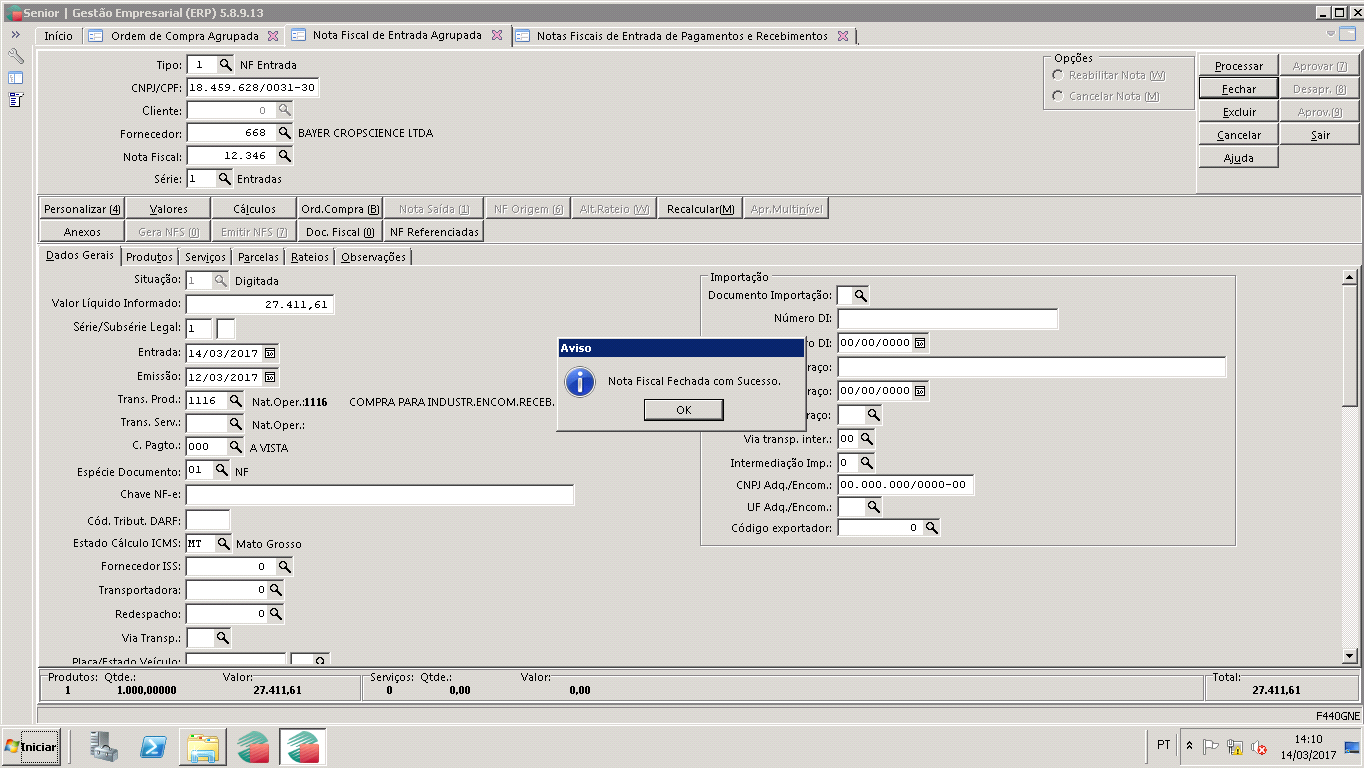 Senior | Gestão Empresarial (ERP) 5.8.9.13
Início Ordem de Compra Agrupada Nota Fiscal de Entrada Agrupada Notas Fiscais de Entrada de Pagamentos e Recebimentos
Tipo: 1 NF Entrada
CNPJ/CPF: 18.459.628/0031-30
Cliente: 0
Fornecedor: 668 BAYER CROPSCIENCE LTDA
Nota Fiscal: 12.346
Série: 1 Entradas
Opções
Reabilitar Nota (W)
Cancelar Nota (M)
Processar Aprovar (7)
Fechar Desapr. (8)
Excluir Aprov.(9)
Cancelar Sair
Ajuda
Personalizar (4) Valores Cálculos Ord.Compra (B) Nota Saída (1) NF Origem (6) Alt.Rateio (W) Recalcular(M) Apr.Multinível
Anexos Gera NFS (0) Emitir NFS (7) Doc. Fiscal (0) NF Referenciadas
Dados Gerais Produtos Serviços Parcelas Rateios Observações
Situação: 1 Digitada
Valor Líquido Informado: 27.411,61
Série/Subsérie Legal: 1
Entrada: 14/03/2017
Emissão: 12/03/2017
Trans. Prod.: 1116 Nat.Oper.:1116 COMPRA PARA INDUSTR.ENCOM.RECEB.
Trans. Serv.: Nat.Oper.:
C. Pagto.: 000 A VISTA
Espécie Documento: 01 NF
Chave NF-e:
Cód. Tribut. DARF:
Estado Cálculo ICMS: MT Mato Grosso
Fornecedor ISS: 0
Transportadora: 0
Redespacho: 0
Via Transp.:
Placa/Estado Veículo:
Importação
Documento Importação:
Número DI:
o DI: 00/00/0000
raço:
raço: 00/00/0000
raço:
Via transp. inter.: 00
Intermediação Imp.: 0
CNPJ Adq./Encom.: 00.000.000/0000-00
UF Adq./Encom.:
Código exportador: 0
Aviso
Nota Fiscal Fechada com Sucesso.
OK
Produtos: Qtde.: Valor: Serviços: Qtde.: Valor: Total:
1 1.000,00000 27.411,61 0 0,00 0,00 27.411,61
F440GNE
Iniciar
PT
14:10
14/03/2017